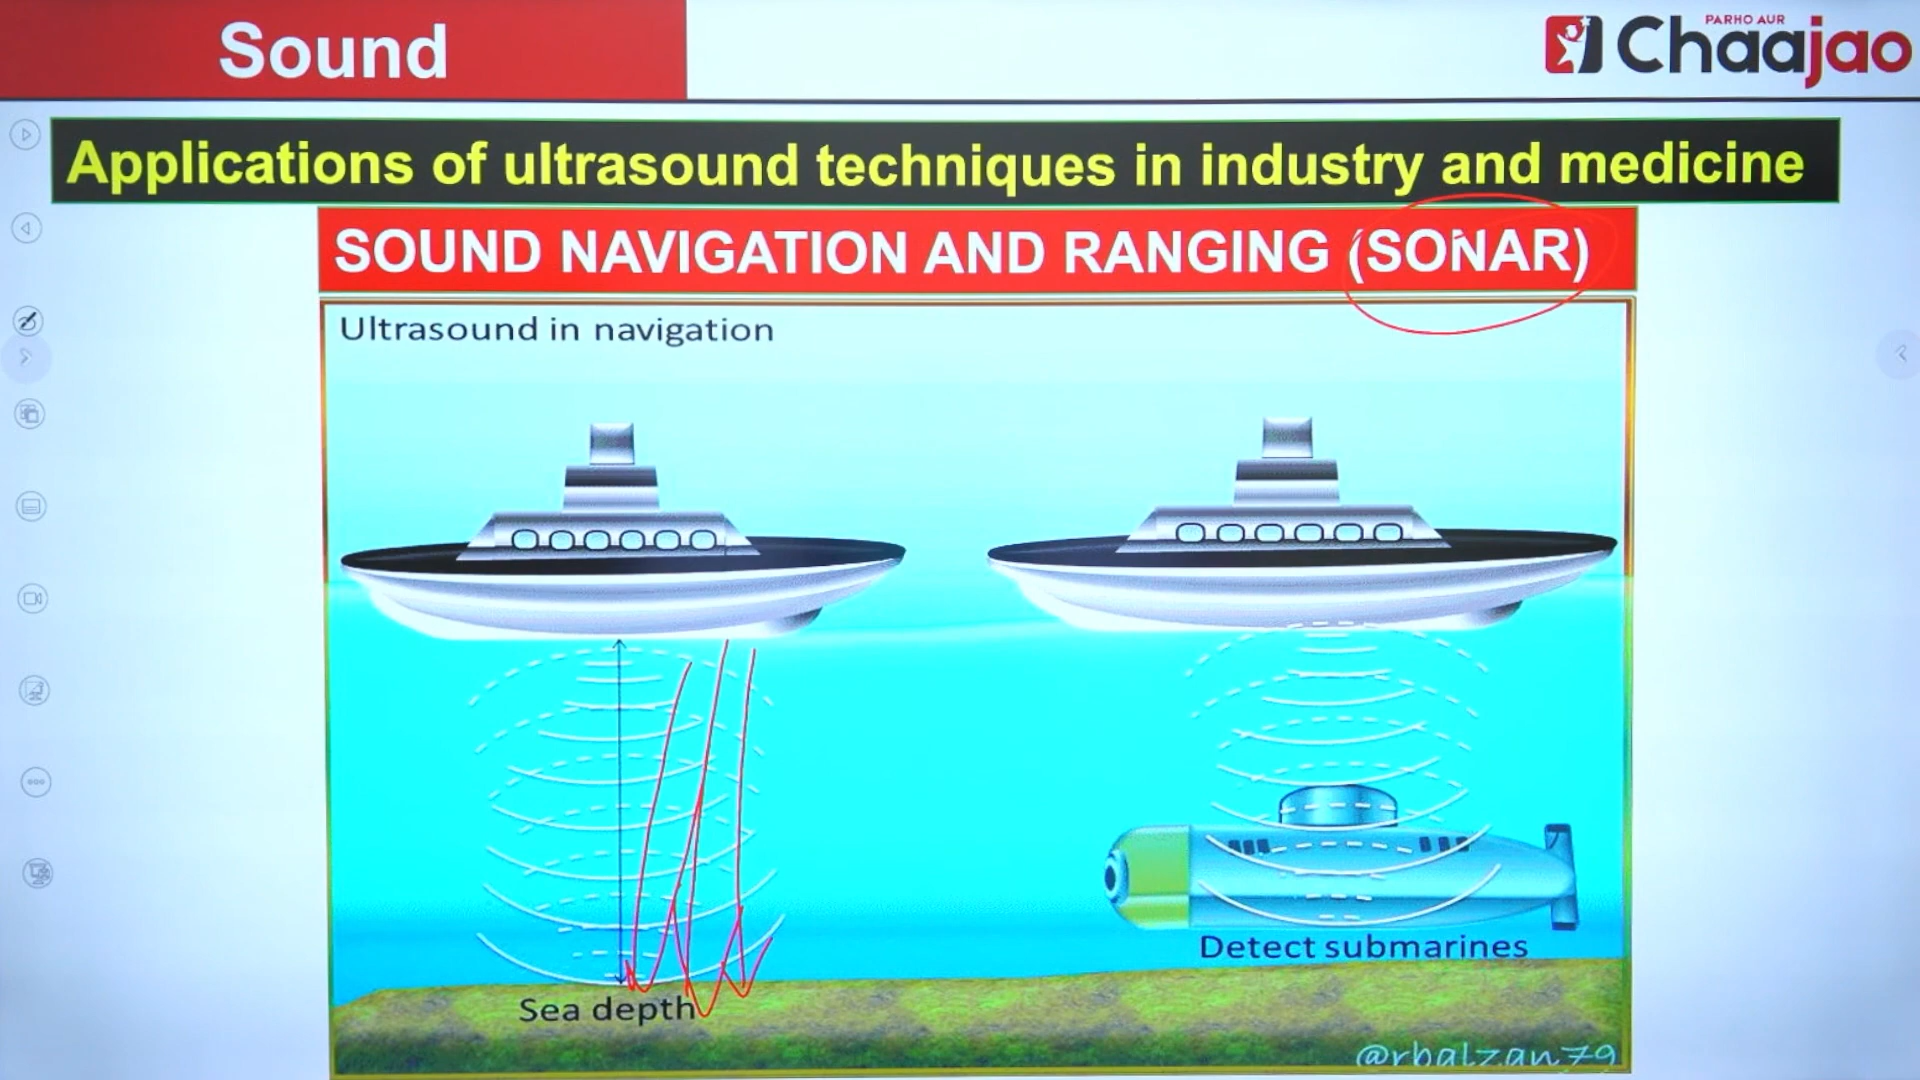 Sound
PARHO AUR
Chaajao
Applications of ultrasound techniques in industry and medicine
SOUND NAVIGATION AND RANGING (SONAR)
Ultrasound in navigation
Detect submarines
Sea depth
@rbalzan79